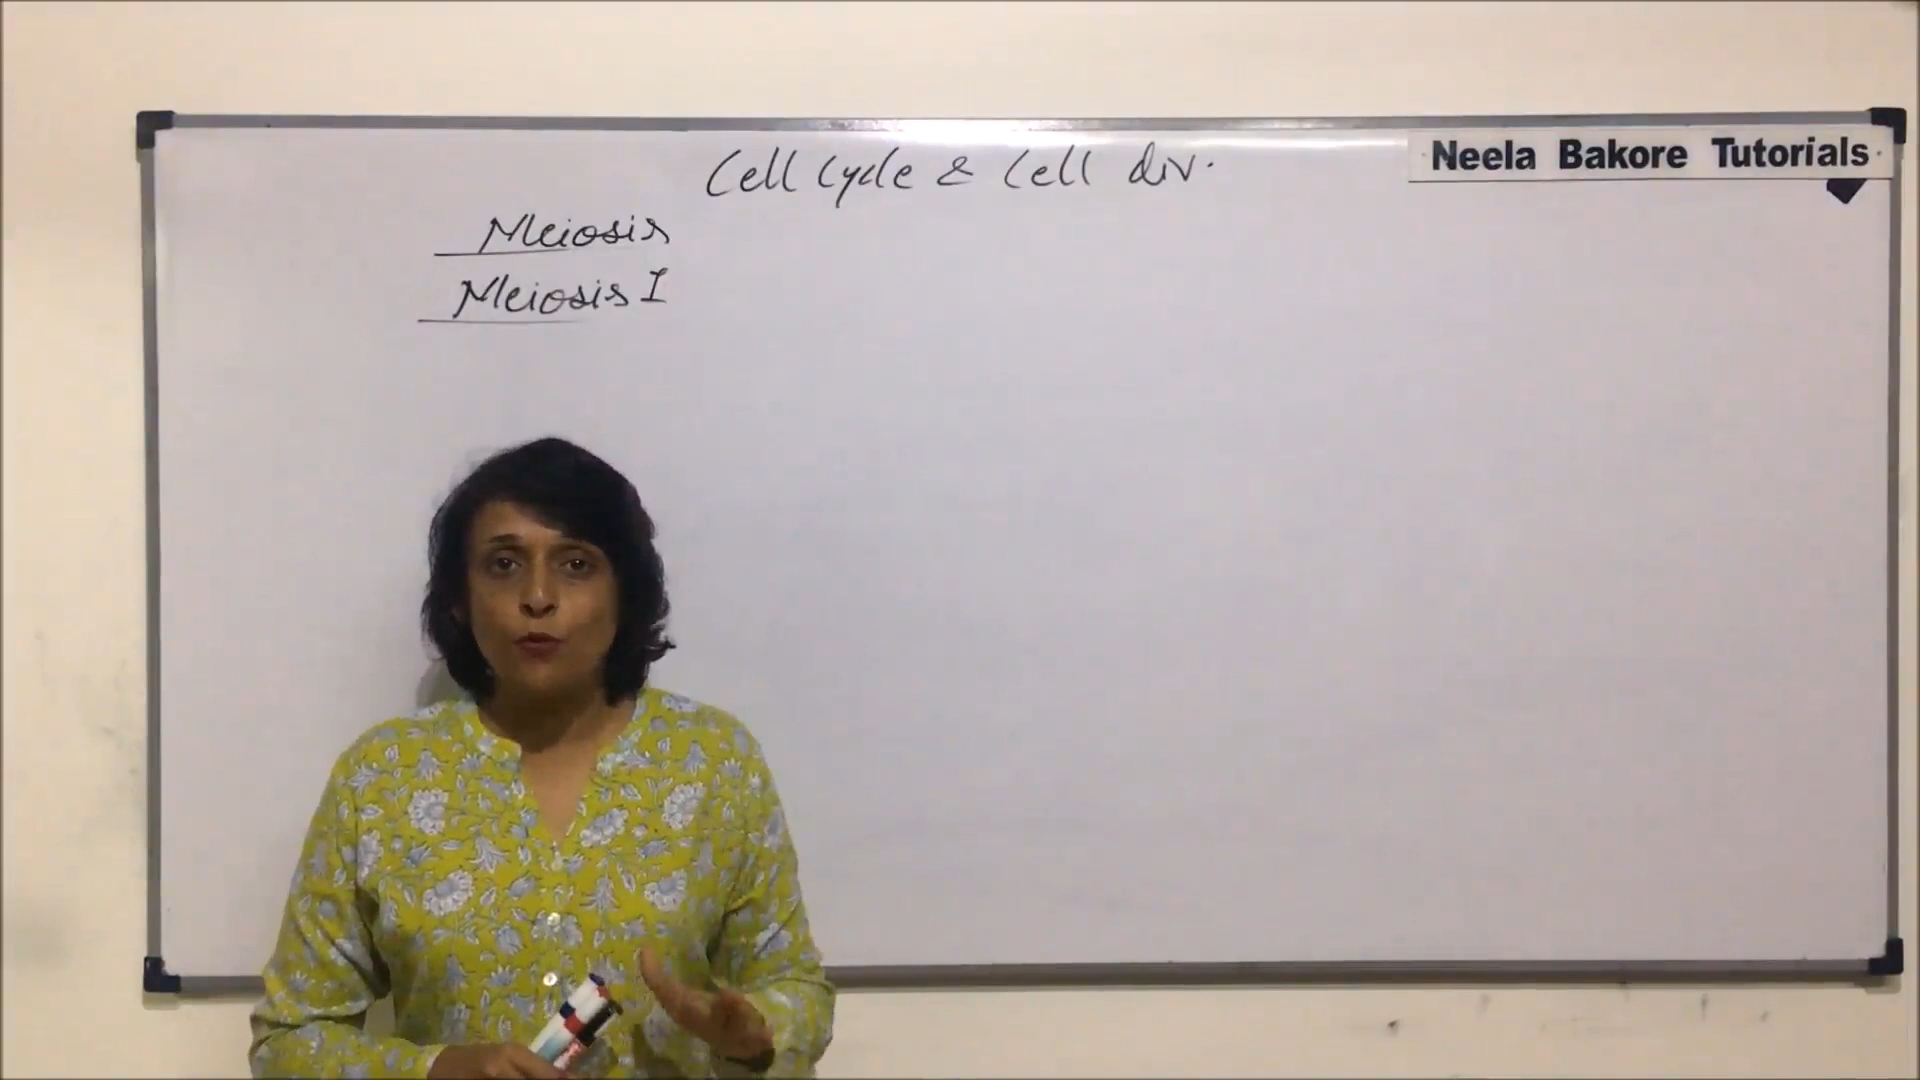 Neela Bakore Tutorials
Cell Cycle & Cell div.
Meiosis
Meiosis I